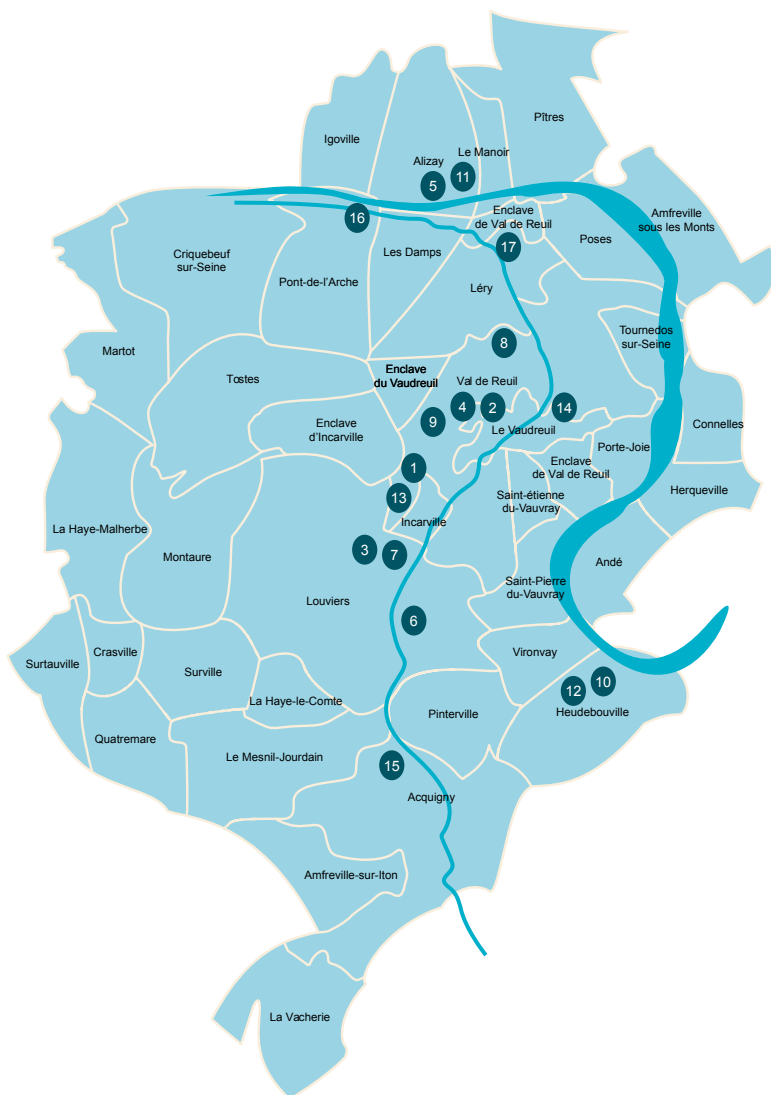 Pîtres
Igoville
Le Manoir
Alizay
11
5
16
Enclave
de Val de Reuil
Amfreville
sous les Monts
17
Poses
Criquebeuf
sur-Seine
Les Damps
Pont-de-l'Arche
Léry
Tournedos
sur-Seine
Martot
8
Enclave
du Vaudreuil
Tostes
Val de Reuil
4
2
14
9
Le Vaudreuil
Enclave
d'Incarville
Connelles
Porte-Joie
Enclave
de Val de Reuil
1
13
Herqueville
Saint-étienne
-du-Vauvray
Incarville
La Haye-Malherbe
Montaure
3
7
Andé
Saint-Pierre
du-Vauvray
Louviers
6
Crasville
Surtauville
Vironvay
Surville
12
10
La Haye-le-Comte
Pinterville
Heudebouville
Quatremare
Le Mesnil-Jourdain
15
Acquigny
Amfreville-sur-Iton
La Vacherie